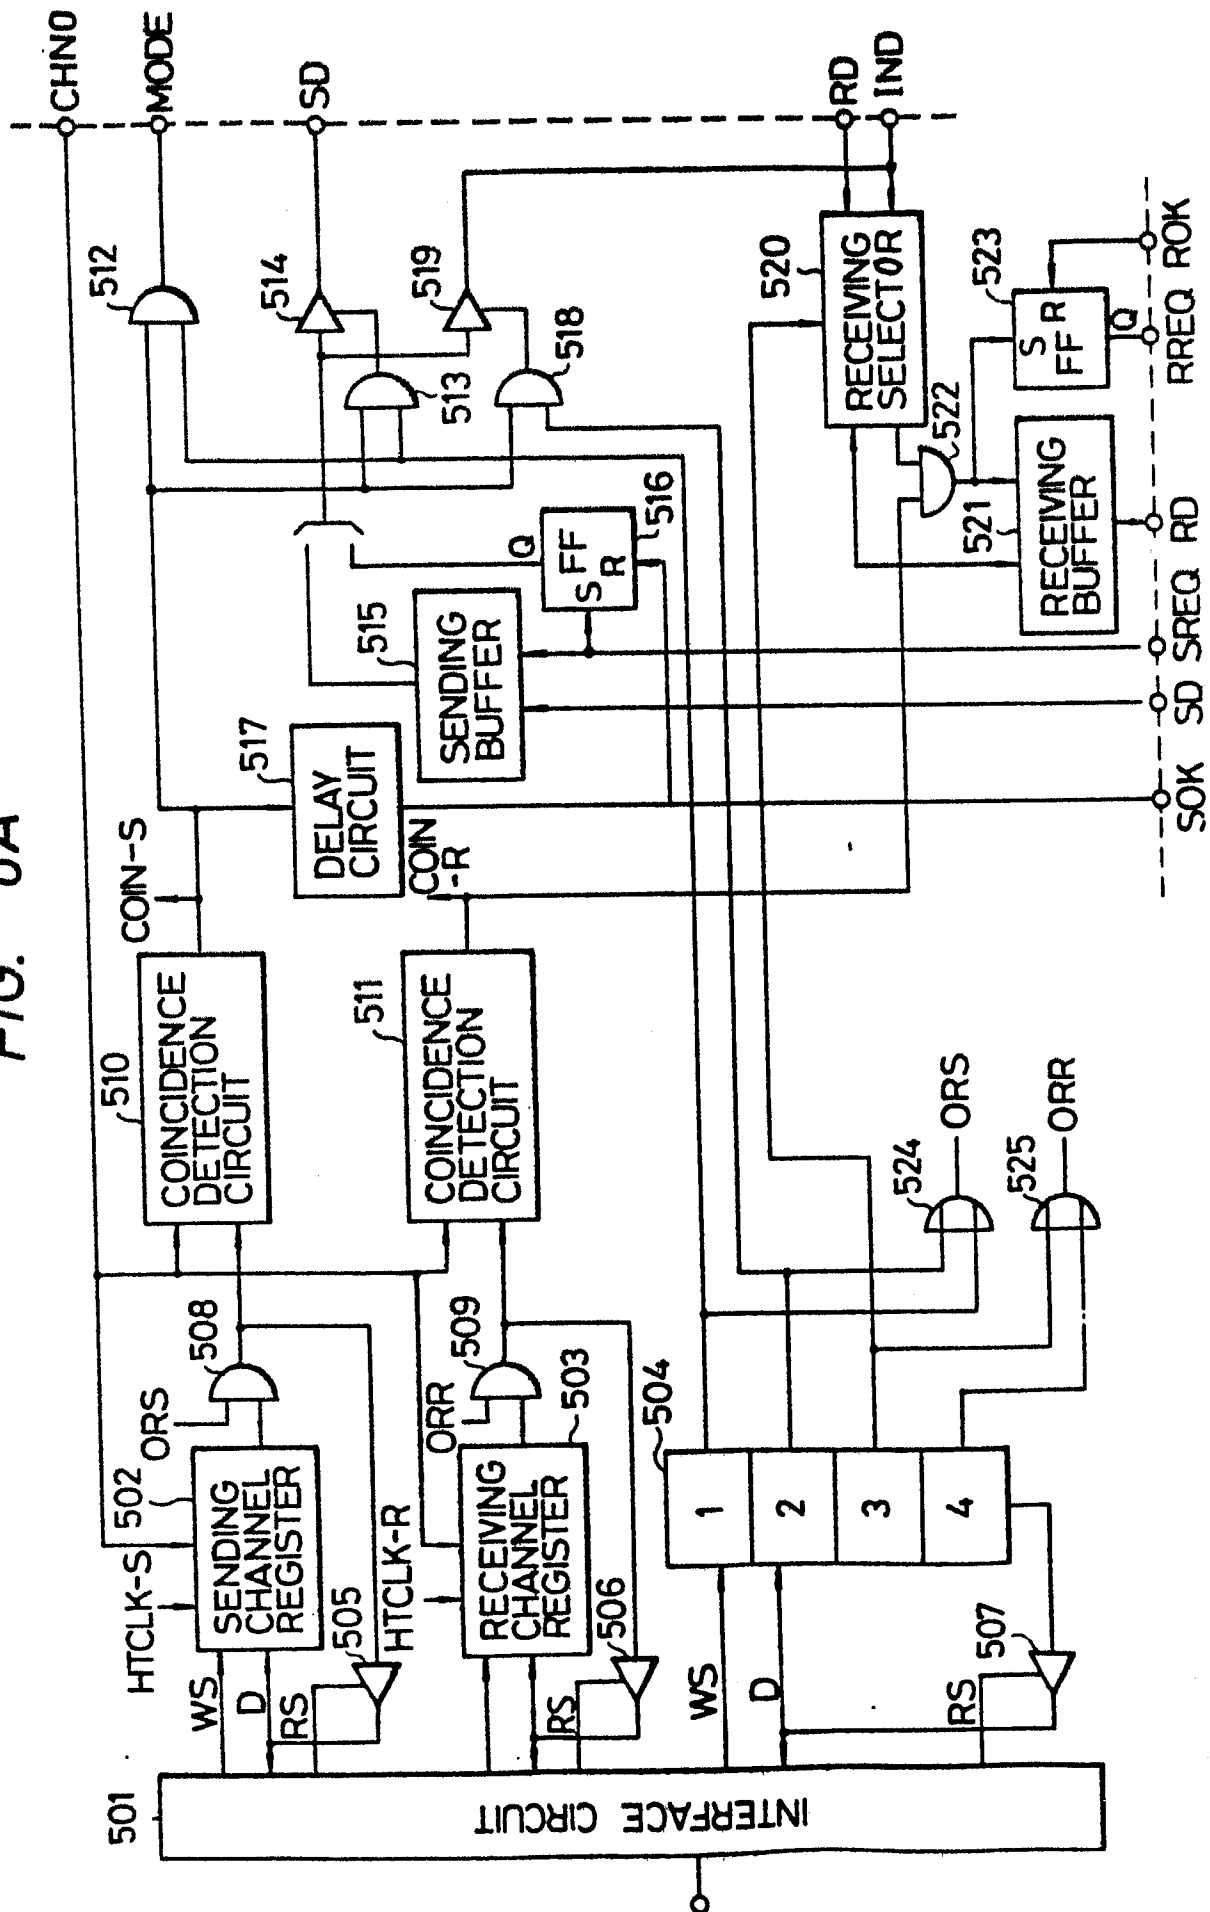 FIG.
CHN0
MODE
SD
RD
IND
512
514
519
513
518
520
RECEIVING
SELECTOR
523
S
FF R
Q
522
521
RECEIVING
BUFFER
516
Q
S FF
R
515
SENDING
BUFFER
517
DELAY
CIRCUIT
COIN-S
COIN
-R
ROK
RREQ
RD
SREQ
SD
SOK
510
COINCIDENCE
DETECTION
CIRCUIT
511
COINCIDENCE
DETECTION
CIRCUIT
524
ORS
525
ORR
508
ORS
509
ORR
502
SENDING
CHANNEL
REGISTER
HTCLK-S
503
RECEIVING
CHANNEL
REGISTER
HTCLK-R
504
1
2
3
4
505
506
507
WS
D
RS
RS
WS
D
RS
501
INTERFACE CIRCUIT